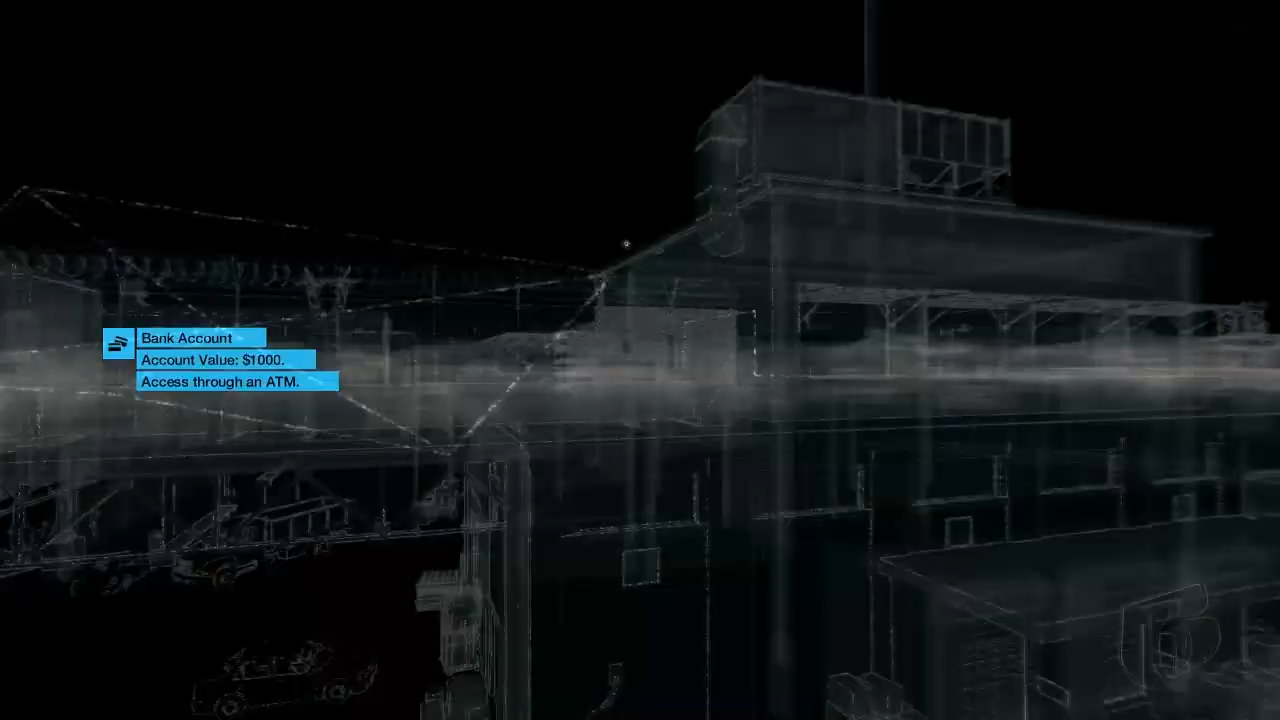 Bank Account
Account Value: $1000.
Access through an ATM.